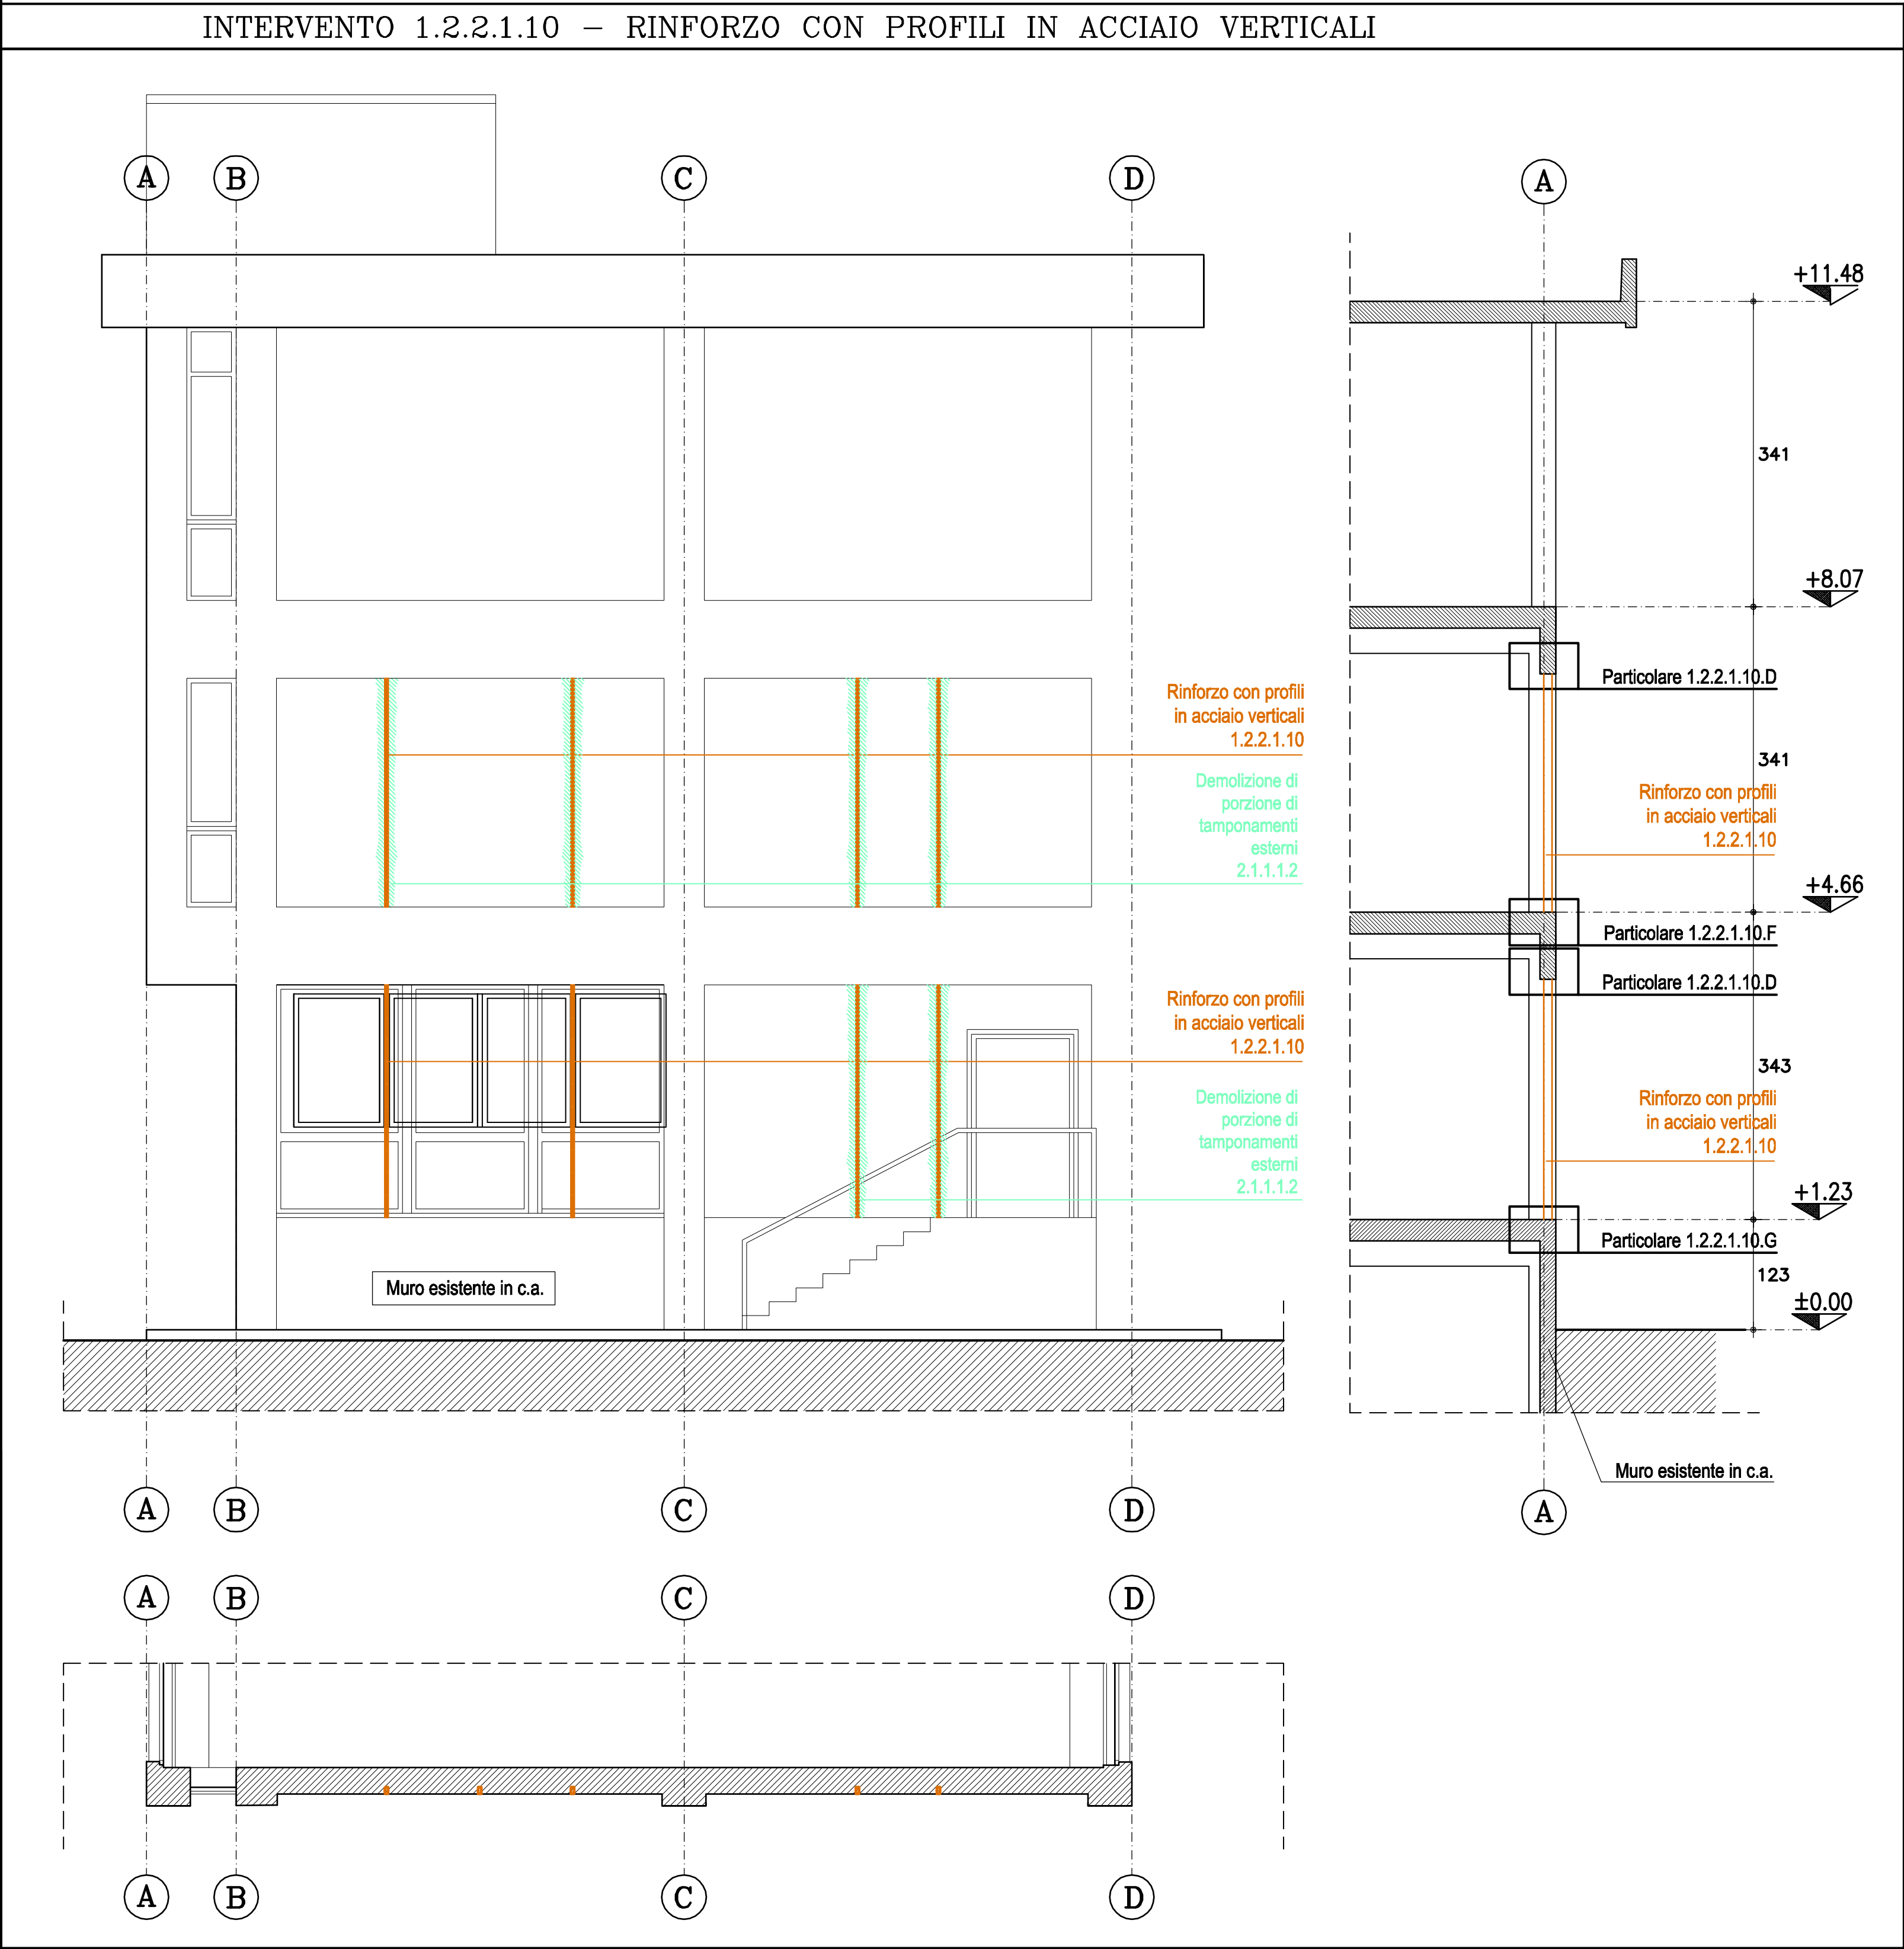 INTERVENTO 1.2.2.1.10 – RINFORZO CON PROFILI IN ACCIAIO VERTICALI
A
B
C
D
A
+11.48
341
+8.07
Particolare 1.2.2.1.10.D
Rinforzo con profili
in acciaio verticali
1.2.2.1.10
Demolizione di
porzione di
tamponamenti
esterni
2.1.1.1.2
341
Rinforzo con profili
in acciaio verticali
1.2.2.1.10
+4.66
Particolare 1.2.2.1.10.F
Particolare 1.2.2.1.10.D
Rinforzo con profili
in acciaio verticali
1.2.2.1.10
Demolizione di
porzione di
tamponamenti
esterni
2.1.1.1.2
343
Rinforzo con profili
in acciaio verticali
1.2.2.1.10
+1.23
Particolare 1.2.2.1.10.G
123
±0.00
Muro esistente in c.a.
Muro esistente in c.a.
A
B
C
D
A
A
B
C
D
A
B
C
D